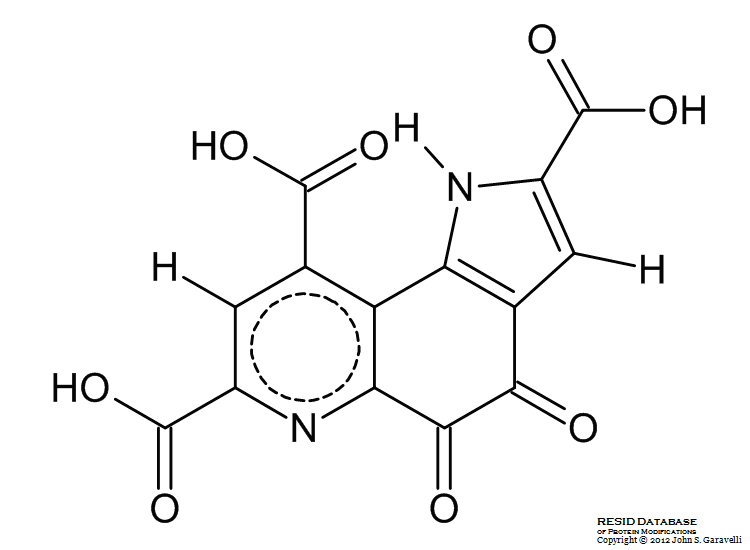 O
OH
HO
O
H
N
H
H
HO
N
O
O
O
RESID DATABASE
OF PROTEIN MODIFICATIONS
Copyright © 2012 John S. Garavelli